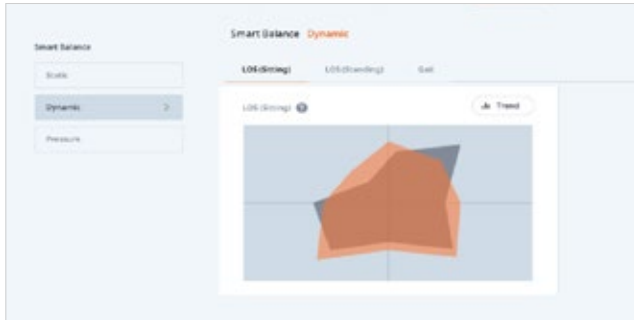 Smart Balance Dynamic
Smart Balance
Static
Dynamic
Pressure
LOS(Sitting) LOS(Standing) Gait
LOS (Sitting)
Trend